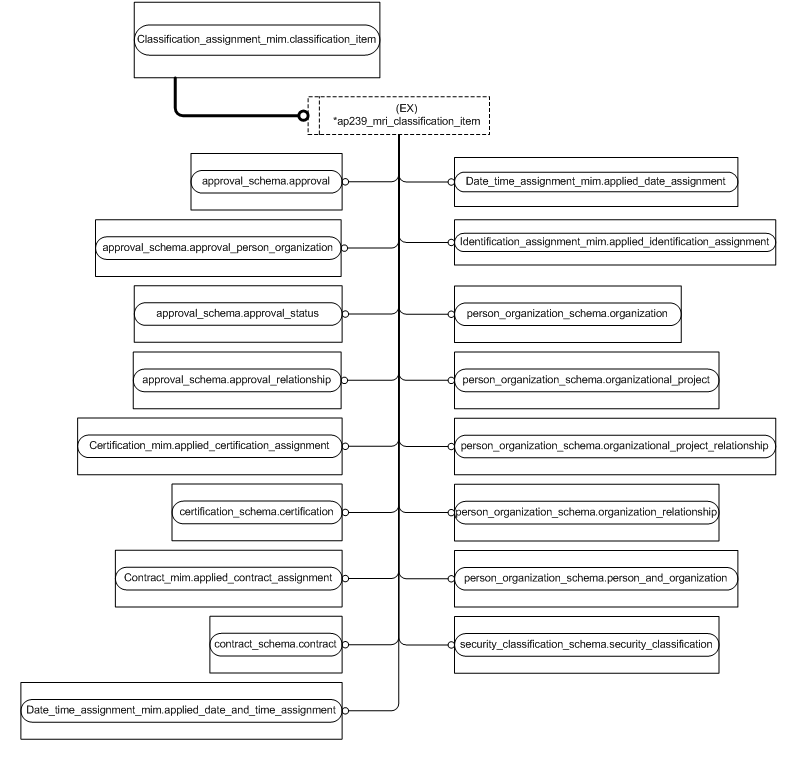 Classification_assignment_mim.classification_item
(EX)
*ap239_mri_classification_item
approval_schema.approval
Date_time_assignment_mim.applied_date_assignment
approval_schema.approval_person_organization
Identification_assignment_mim.applied_identification_assignment
approval_schema.approval_status
person_organization_schema.organization
approval_schema.approval_relationship
person_organization_schema.organizational_project
Certification_mim.applied_certification_assignment
person_organization_schema.organizational_project_relationship
certification_schema.certification
person_organization_schema.organization_relationship
Contract_mim.applied_contract_assignment
person_organization_schema.person_and_organization
contract_schema.contract
security_classification_schema.security_classification
Date_time_assignment_mim.applied_date_and_time_assignment